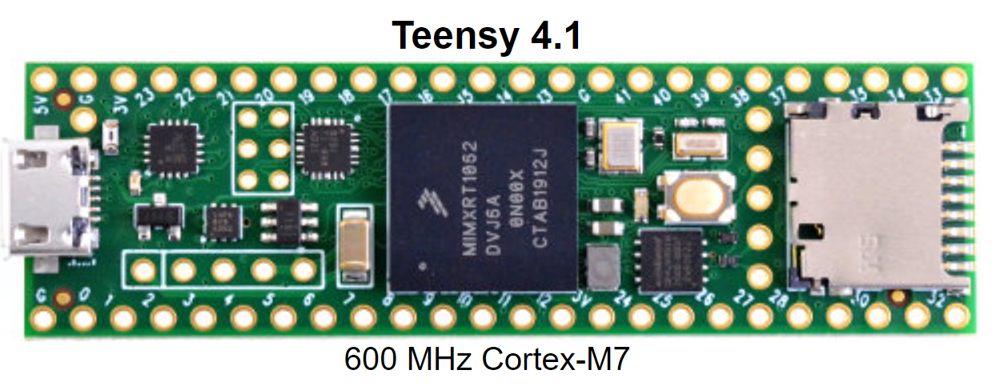 Teensy 4.1
5V G 3V 23 22 21 20 19 18 17 16 15 14 13 G 41 40 39 38 37 35 34 33
MIMXRT1062
DVJ6A
0N00X
CTAB1912J
G 0 1 2 3 4 5 6 7 8 9 10 11 12 3V 24 25 26 27 28 30 32
600 MHz Cortex-M7